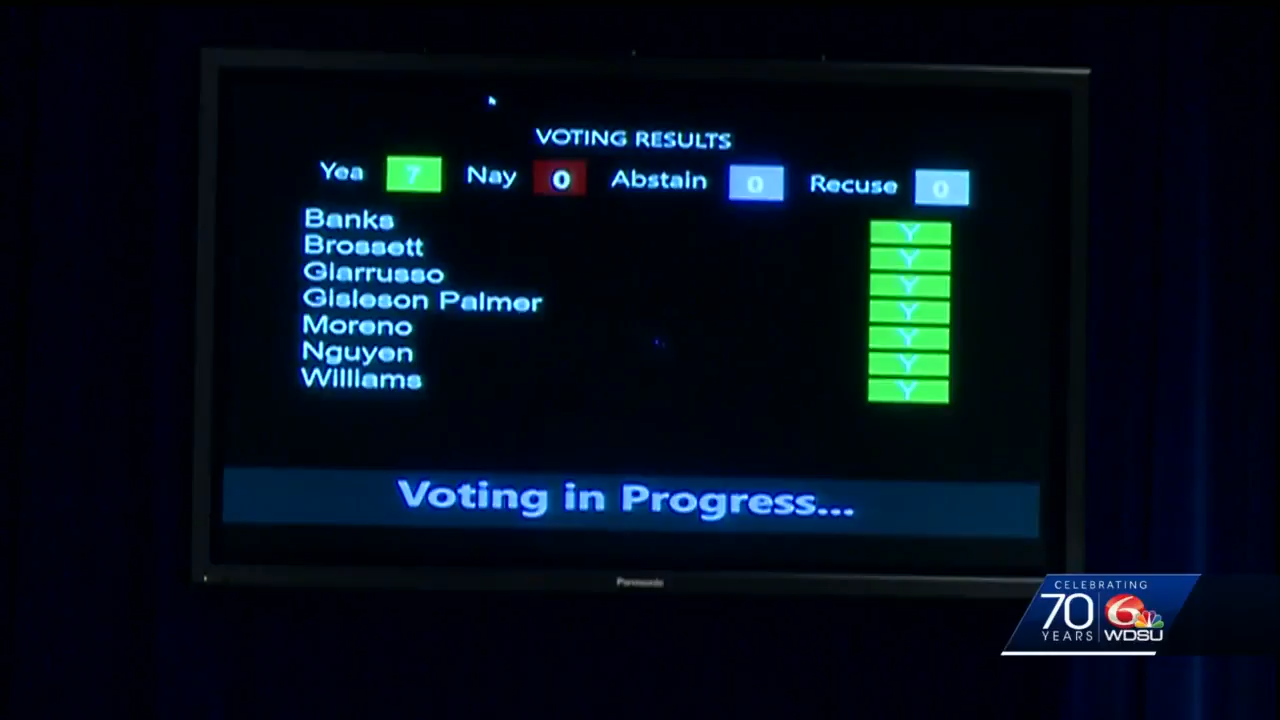 VOTING RESULTS
Yea 7 Nay 0 Abstain 0 Recuse 0
Banks Y
Brossett Y
Giarrusso Y
Gisleson Palmer Y
Moreno Y
Nguyen Y
Williams Y
Voting in Progress...
Panasonic
CELEBRATING
70 6
YEARS WDSU